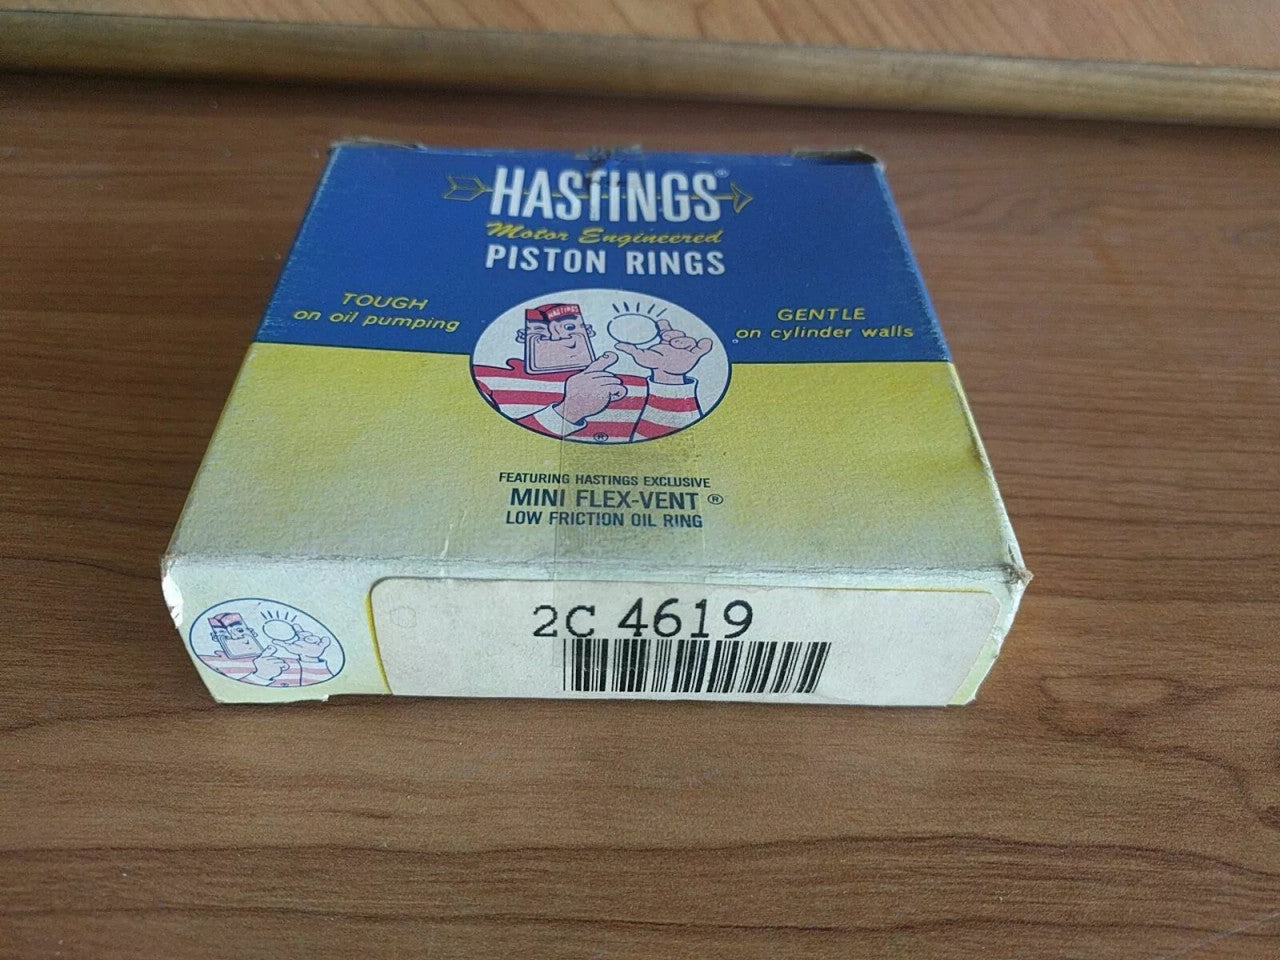 HASTINGS®
Motor Engineered
PISTON RINGS
TOUGH
on oil pumping
GENTLE
on cylinder walls
HASTINGS
®
FEATURING HASTINGS EXCLUSIVE
MINI FLEX-VENT ®
LOW FRICTION OIL RING
2C 4619